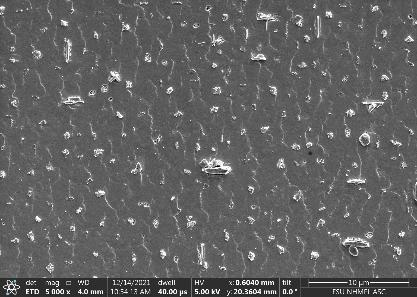 det mag □ WD 12/14/2021 dwell HV x: 0.6040 mm tilt 10 μm
ETD 5 000 x 4.0 mm 10:54:13 AM 40.00 μs 5.00 kV y: 20.3604 mm 0.0 ° FSU NHMFL ASC